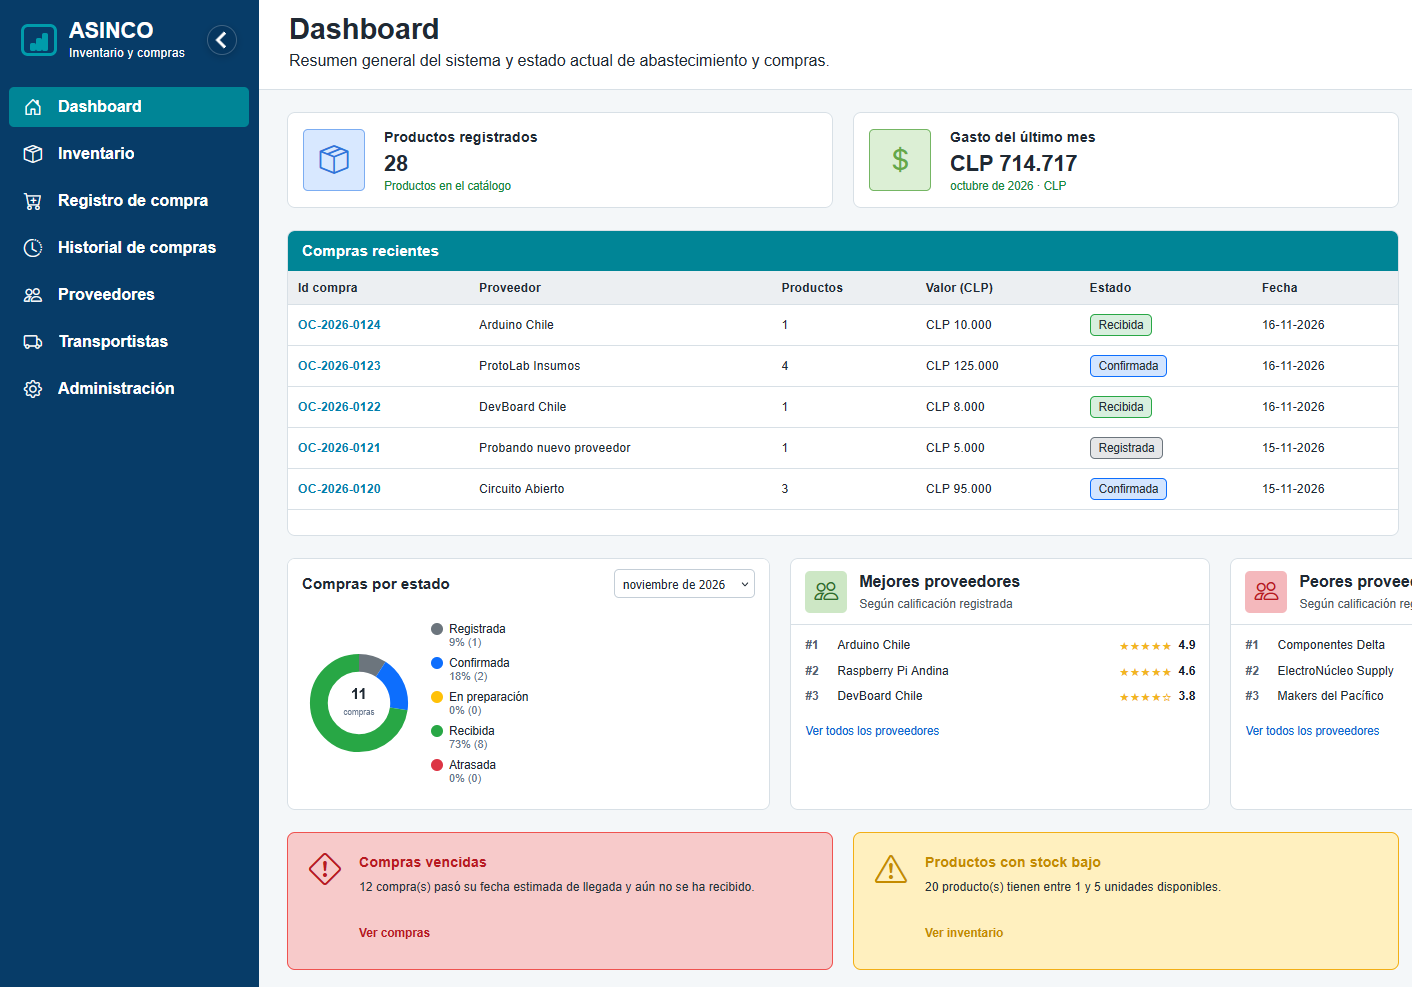 ASINCO
Inventario y compras
Dashboard
Inventario
Registro de compra
Historial de compras
Proveedores
Transportistas
Administración
Dashboard
Resumen general del sistema y estado actual de abastecimiento y compras.
Productos registrados
28
Productos en el catálogo
$
Gasto del último mes
CLP 714.717
octubre de 2026 · CLP
Compras recientes
Id compra Proveedor Productos Valor (CLP) Estado Fecha
OC-2026-0124 Arduino Chile 1 CLP 10.000 Recibida 16-11-2026
OC-2026-0123 ProtoLab Insumos 4 CLP 125.000 Confirmada 16-11-2026
OC-2026-0122 DevBoard Chile 1 CLP 8.000 Recibida 16-11-2026
OC-2026-0121 Probando nuevo proveedor 1 CLP 5.000 Registrada 15-11-2026
OC-2026-0120 Circuito Abierto 3 CLP 95.000 Confirmada 15-11-2026
Compras por estado
noviembre de 2026
11
compras
Registrada
9% (1)
Confirmada
18% (2)
En preparación
0% (0)
Recibida
73% (8)
Atrasada
0% (0)
Mejores proveedores
Según calificación registrada
#1 Arduino Chile ★★★★★ 4.9
#2 Raspberry Pi Andina ★★★★★ 4.6
#3 DevBoard Chile ★★★★☆ 3.8
Ver todos los proveedores
Peores provee
Según calificación reg
#1 Componentes Delta
#2 ElectroNúcleo Supply
#3 Makers del Pacífico
Ver todos los proveedores
Compras vencidas
12 compra(s) pasó su fecha estimada de llegada y aún no se ha recibido.
Ver compras
Productos con stock bajo
20 producto(s) tienen entre 1 y 5 unidades disponibles.
Ver inventario